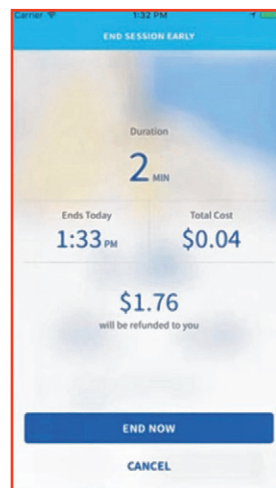 Carrier 1:32 PM
END SESSION EARLY
Duration
2 MIN
Ends Today Total Cost
1:33 PM $0.04
$1.76
will be refunded to you
END NOW
CANCEL